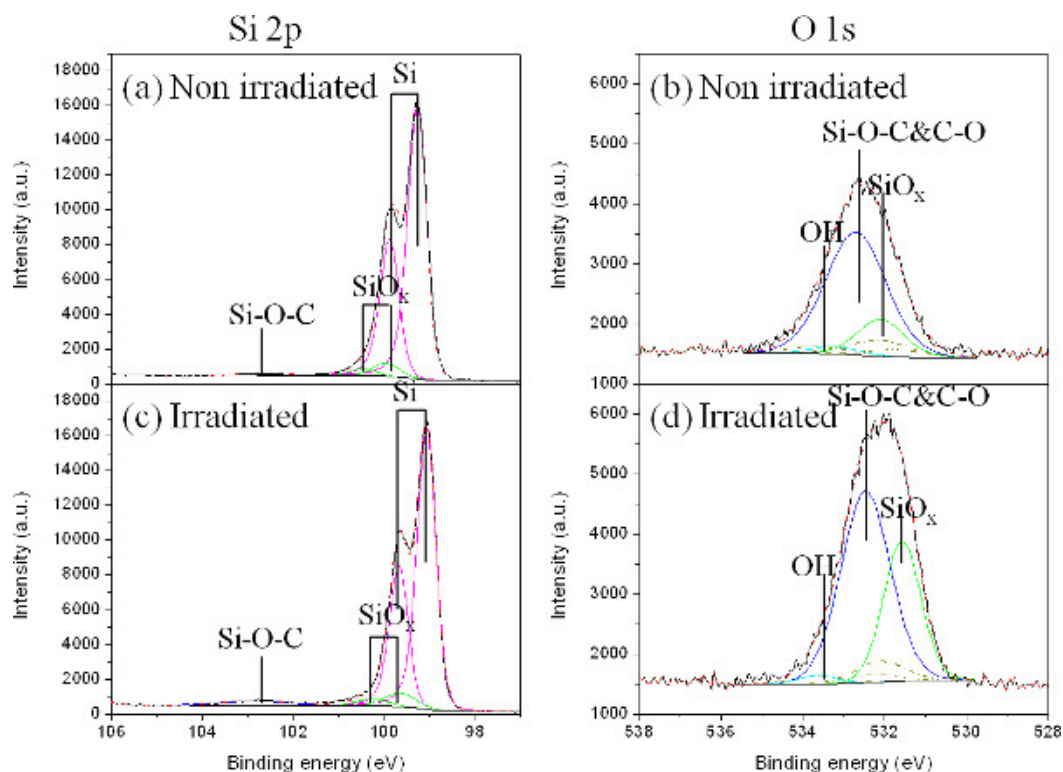 Si 2p
O 1s
18000
16000
14000
12000
10000
8000
6000
4000
2000
0
Intensity (a.u.)
(a) Non irradiated
Si
SiOx
Si-O-C
6000
5000
4000
3000
2000
1000
Intensity (a.u.)
(b) Non irradiated
Si-O-C&C-O
SiOx
OH
16000
14000
12000
10000
8000
6000
4000
2000
0
Intensity (a.u.)
(c) Irradiated
Si
SiOx
Si-O-C
106
104
102
100
98
Binding energy (eV)
6000
5000
4000
3000
2000
1000
Intensity (a.u.)
(d) Irradiated
Si-O-C&C-O
SiOx
OH
538
536
534
532
530
528
Binding energy (eV)